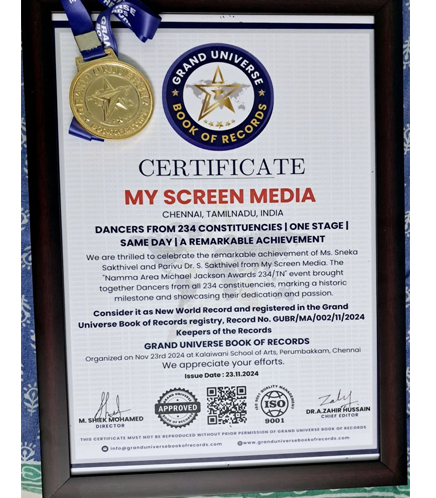 GRAND UNIVERSE
BOOK OF RECORDS
CERTIFICATE
MY SCREEN MEDIA
CHENNAI, TAMILNADU, INDIA
DANCERS FROM 234 CONSTITUENCIES | ONE STAGE |
SAME DAY | A REMARKABLE ACHIEVEMENT
We are thrilled to celebrate the remarkable achievement of Ms. Sneka
Sakthivel and Parivu Dr. S. Sakthivel from My Screen Media. The
"Namma Area Michael Jackson Awards 234/TN" event brought
together Dancers from all 234 constituencies, marking a historic
milestone and showcasing their dedication and passion.
Consider it as New World Record and registered in the Grand
Universe Book of Records registry, Record No. GUBR/MA/002/11/2024
Keepers of the Records
GRAND UNIVERSE BOOK OF RECORDS
Organized on Nov 23rd 2024 at Kalaiwani School of Arts, Perumbakkam, Chennai
We appreciate your efforts.
Issue Date : 23.11.2024
M. SHEIK MOHAMED
DIRECTOR
APPROVED
ISO
9001
DR.A.ZAHIR HUSSAIN
CHIEF EDITOR
THIS CERTIFICATE MUST NOT BE REPRODUCED WITHOUT PRIOR PERMISSION OF GRAND UNIVERSE BOOK OF RECORDS
info@granduniversebookofrecords.com
www.granduniversebookofrecords.com